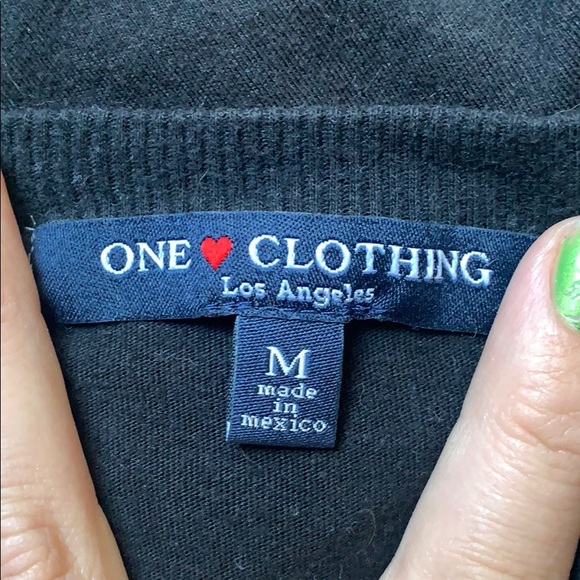 ONE ♥ CLOTHING
Los Angeles
M
made
in
mexico